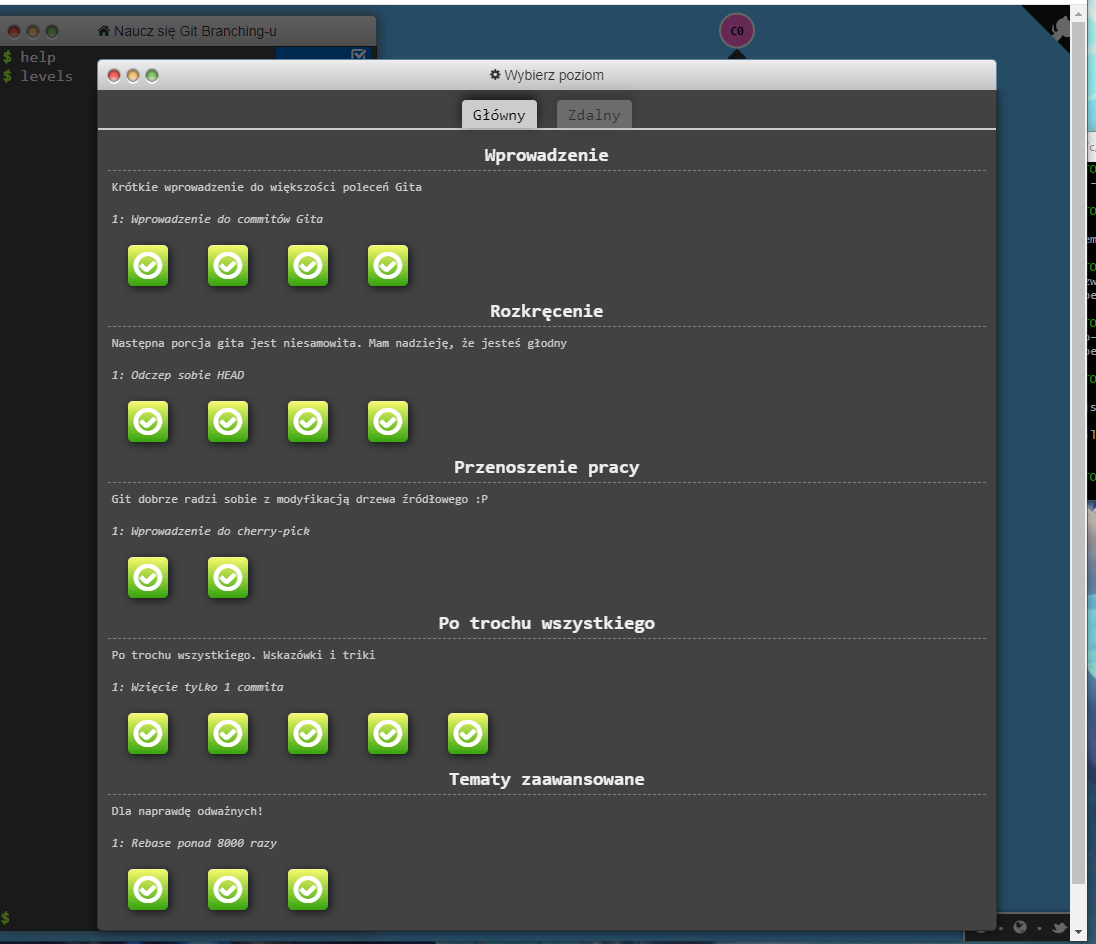 Naucz się Git Branching-u
$ help
$ levels
C0
Wybierz poziom
Główny
Zdalny
Wprowadzenie
Krótkie wprowadzenie do większości poleceń Gita
1: Wprowadzenie do commitów Gita
Rozkręcenie
Następna porcja gita jest niesamowita. Mam nadzieję, że jesteś głodny
1: Odczep sobie HEAD
Przenoszenie pracy
Git dobrze radzi sobie z modyfikacją drzewa źródłowego :P
1: Wprowadzenie do cherry-pick
Po trochu wszystkiego
Po trochu wszystkiego. Wskazówki i triki
1: Wzięcie tylko 1 commita
Tematy zaawansowane
Dla naprawdę odważnych!
1: Rebase ponad 8000 razy
$